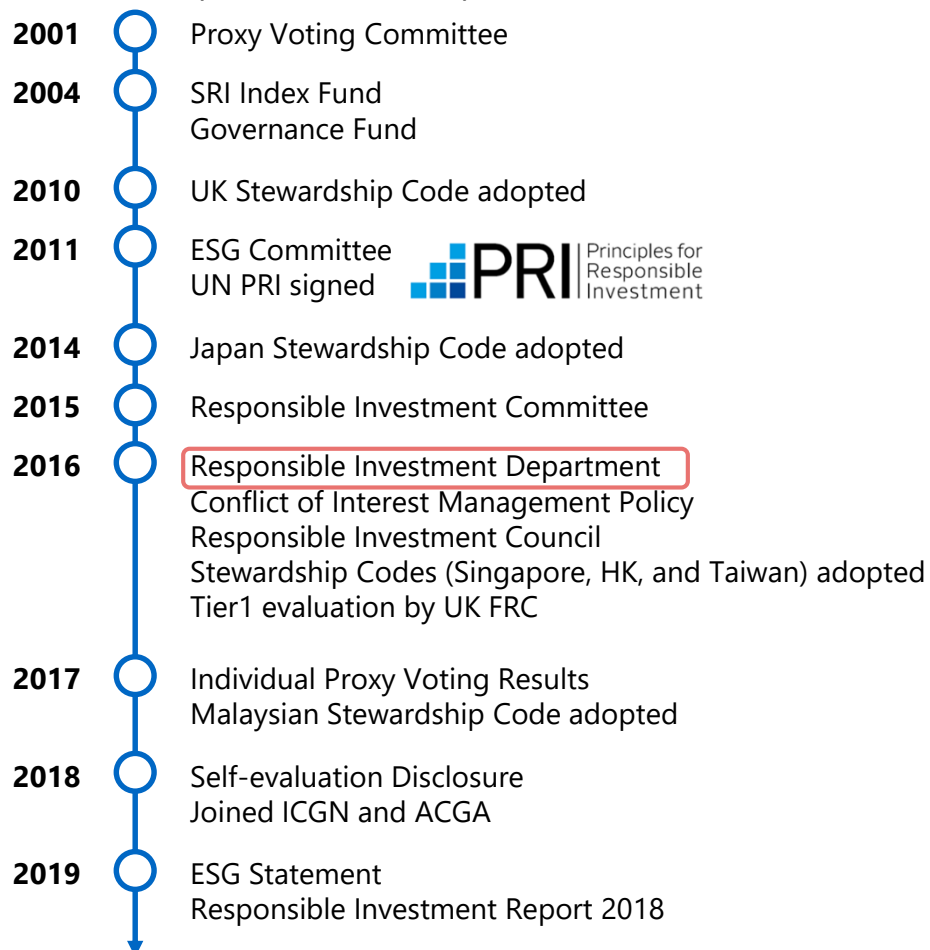 2001 Proxy Voting Committee
2004 SRI Index Fund
Governance Fund
2010 UK Stewardship Code adopted
2011 ESG Committee
UN PRI signed
PRI Principles for
Responsible
Investment
2014 Japan Stewardship Code adopted
2015 Responsible Investment Committee
2016 Responsible Investment Department
Conflict of Interest Management Policy
Responsible Investment Council
Stewardship Codes (Singapore, HK, and Taiwan) adopted
Tier1 evaluation by UK FRC
2017 Individual Proxy Voting Results
Malaysian Stewardship Code adopted
2018 Self-evaluation Disclosure
Joined ICGN and ACGA
2019 ESG Statement
Responsible Investment Report 2018